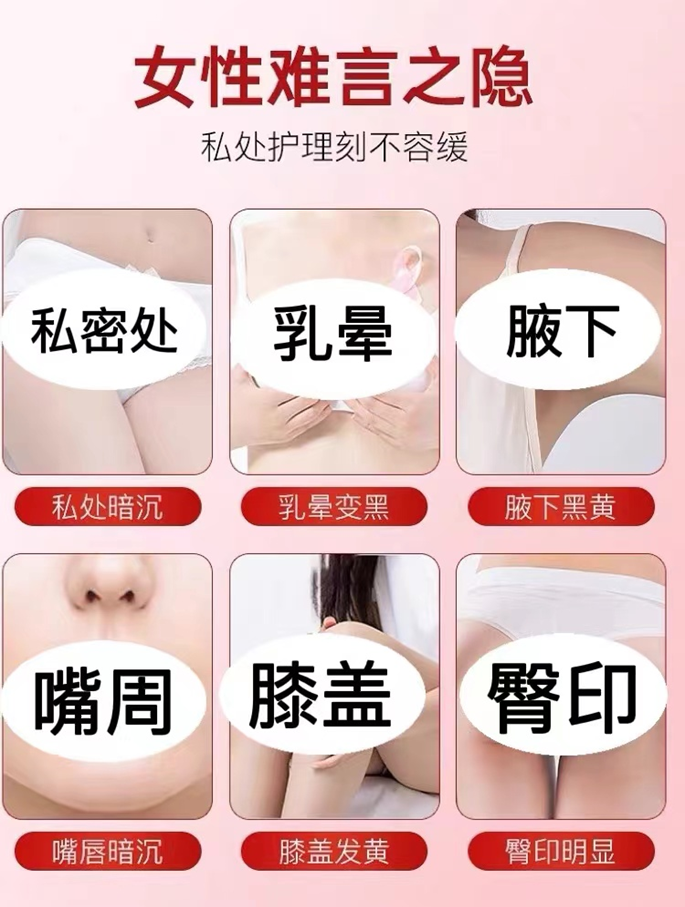 女性难言之隐
私处护理刻不容缓
私密处
乳晕
腋下
私处暗沉
乳晕变黑
腋下黑黄
嘴周
膝盖
臀印
嘴唇暗沉
膝盖发黄
臀印明显